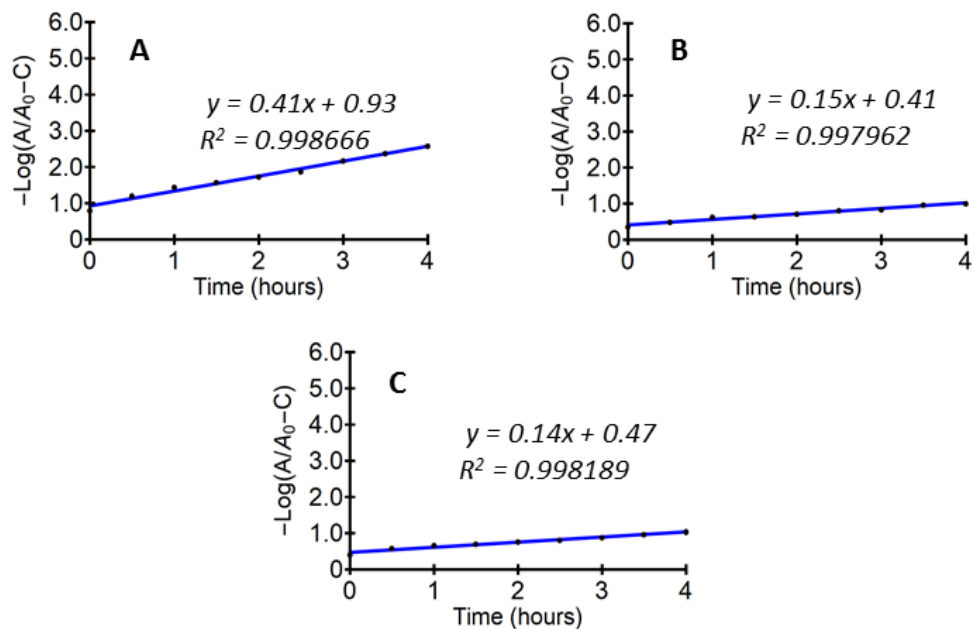 A
6.0
5.0
4.0
3.0
2.0
1.0
0
−Log(A/A₀−C)
y = 0.41x + 0.93
R² = 0.998666
0 1 2 3 4
Time (hours)
B
6.0
5.0
4.0
3.0
2.0
1.0
0
−Log(A/A₀−C)
y = 0.15x + 0.41
R² = 0.997962
0 1 2 3 4
Time (hours)
C
6.0
5.0
4.0
3.0
2.0
1.0
0
−Log(A/A₀−C)
y = 0.14x + 0.47
R² = 0.998189
0 1 2 3 4
Time (hours)